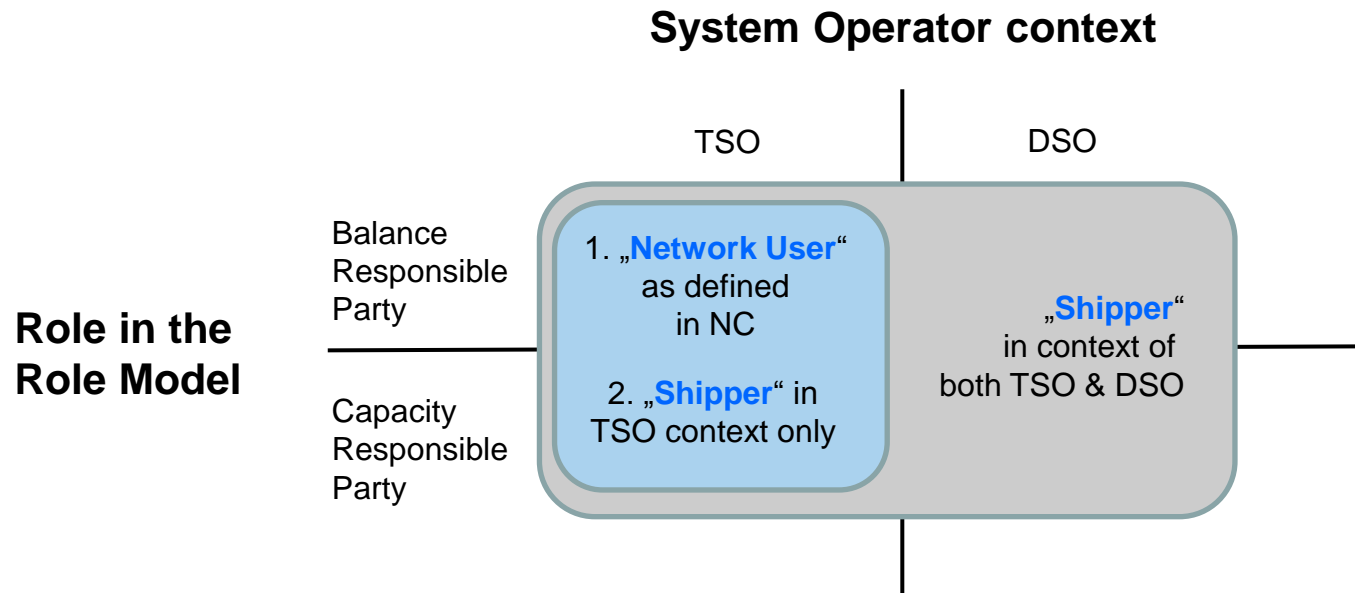 System Operator context
TSO
DSO
Balance
Responsible
Party
1. „Network User“
as defined
in NC
„Shipper“
in context of
both TSO & DSO
Role in the
Role Model
2. „Shipper“ in
TSO context only
Capacity
Responsible
Party